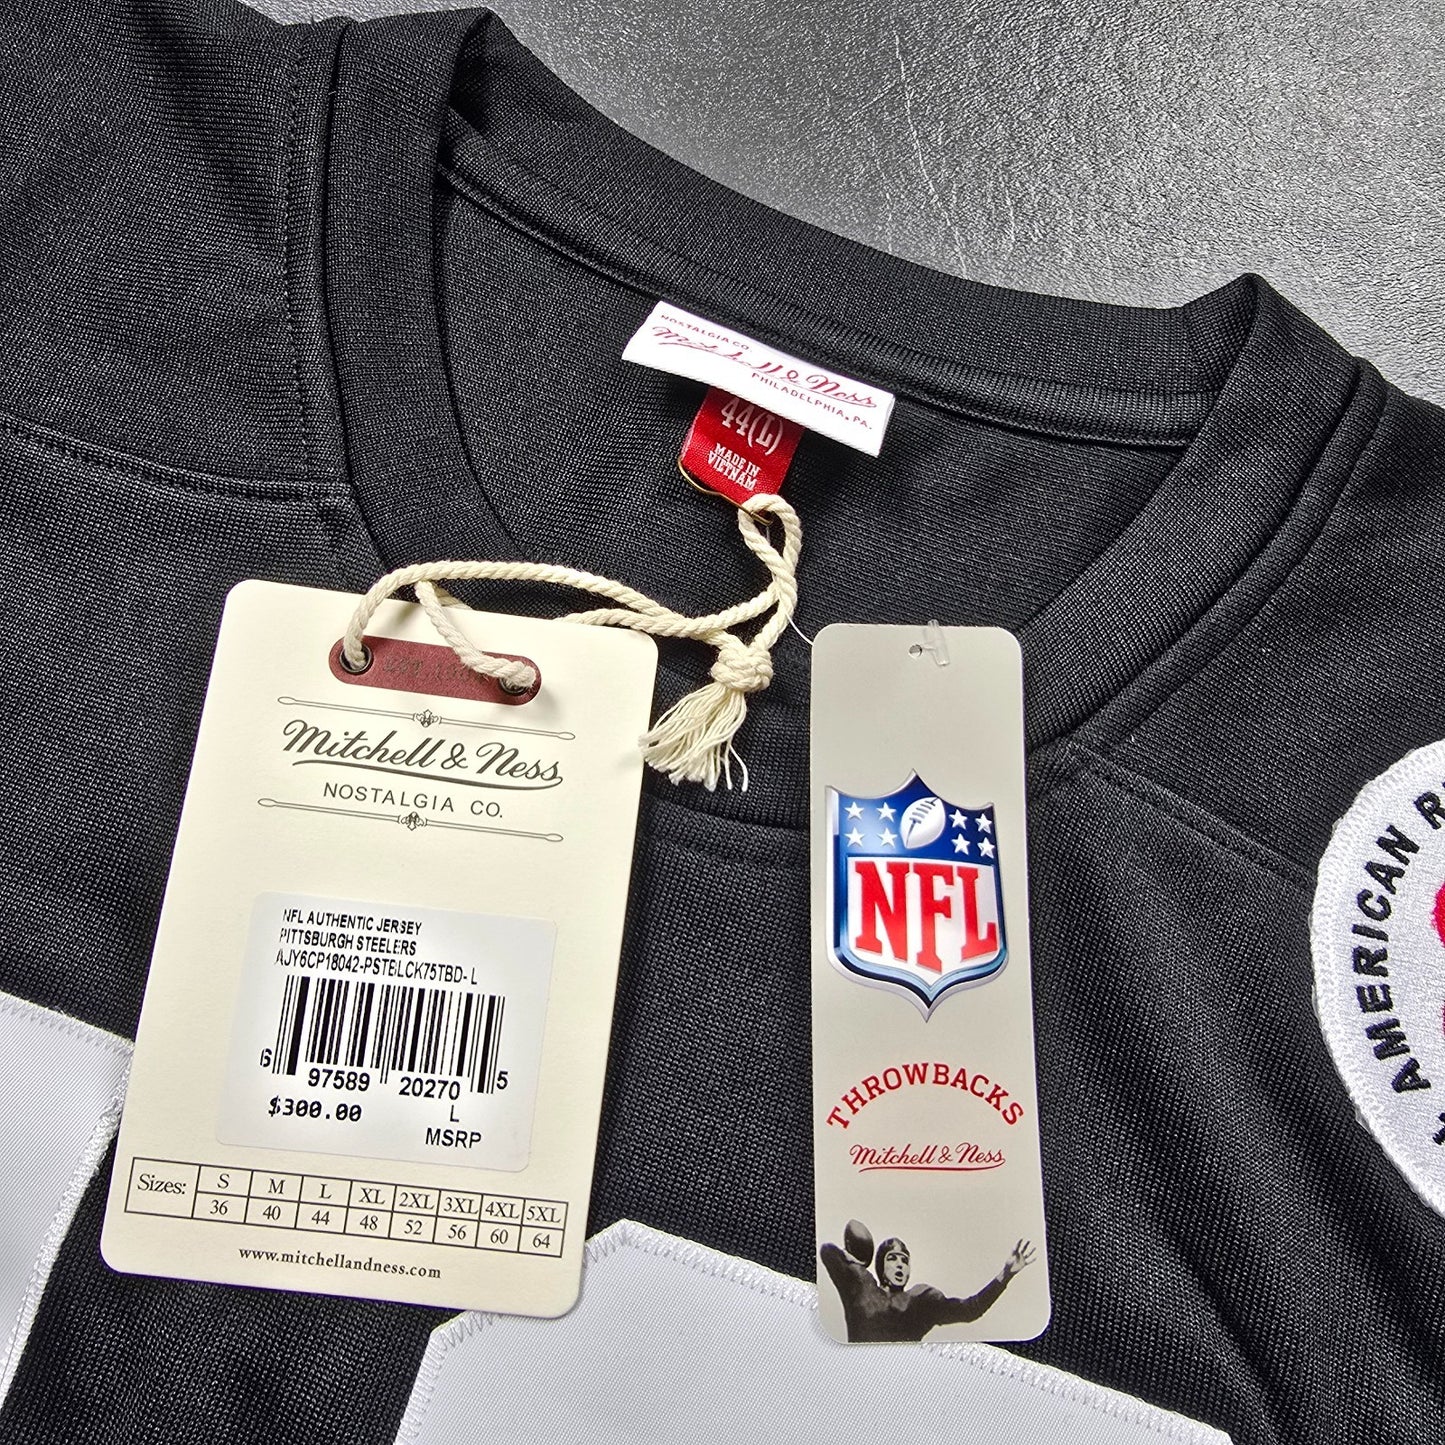 NOSTALGIA CO.
Mitchell & Ness
PHILADELPHIA, PA.
44(L)
MADE IN
VIETNAM
Mitchell & Ness
NOSTALGIA CO.
NFL AUTHENTIC JERSEY
PITTSBURGH STEELERS
AJY6CP18042-PSTBLCK75TBD- L
6 97589 20270 5
$300.00 L
MSRP
Sizes: S M L XL 2XL 3XL 4XL 5XL
36 40 44 48 52 56 60 64
www.mitchellandness.com
NFL
THROWBACKS
Mitchell & Ness
AMERICAN R